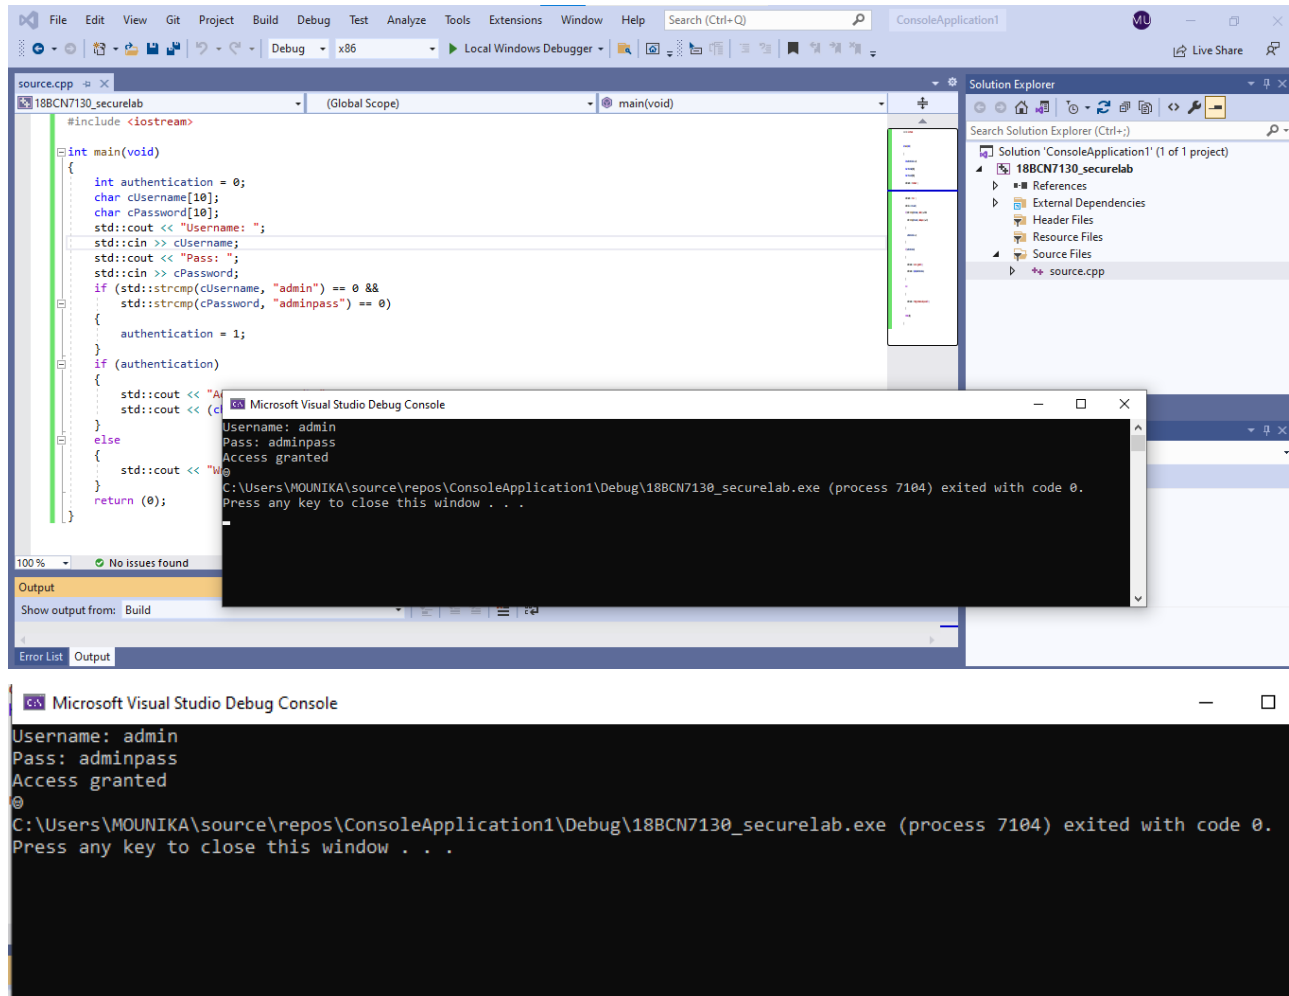 File Edit View Git Project Build Debug Test Analyze Tools Extensions Window Help Search (Ctrl+Q) ConsoleApplication1 MU
Debug x86 Local Windows Debugger Live Share
source.cpp
18BCN7130_securelab (Global Scope) main(void)
#include <iostream>
int main(void)
{
int authentication = 0;
char cUsername[10];
char cPassword[10];
std::cout << "Username: ";
std::cin >> cUsername;
std::cout << "Pass: ";
std::cin >> cPassword;
if (std::strcmp(cUsername, "admin") == 0 &&
std::strcmp(cPassword, "adminpass") == 0)
{
authentication = 1;
}
if (authentication)
{
std::cout << "A
std::cout << (c
}
else
{
std::cout << "W
}
return (0);
}
100 % No issues found
Output
Show output from: Build
Error List Output
Solution Explorer
Search Solution Explorer (Ctrl+;)
Solution 'ConsoleApplication1' (1 of 1 project)
18BCN7130_securelab
References
External Dependencies
Header Files
Resource Files
Source Files
source.cpp
Microsoft Visual Studio Debug Console
Username: admin
Pass: adminpass
Access granted
☺
C:\Users\MOUNIKA\source\repos\ConsoleApplication1\Debug\18BCN7130_securelab.exe (process 7104) exited with code 0.
Press any key to close this window . . .
Microsoft Visual Studio Debug Console
Username: admin
Pass: adminpass
Access granted
☺
C:\Users\MOUNIKA\source\repos\ConsoleApplication1\Debug\18BCN7130_securelab.exe (process 7104) exited with code 0.
Press any key to close this window . . .